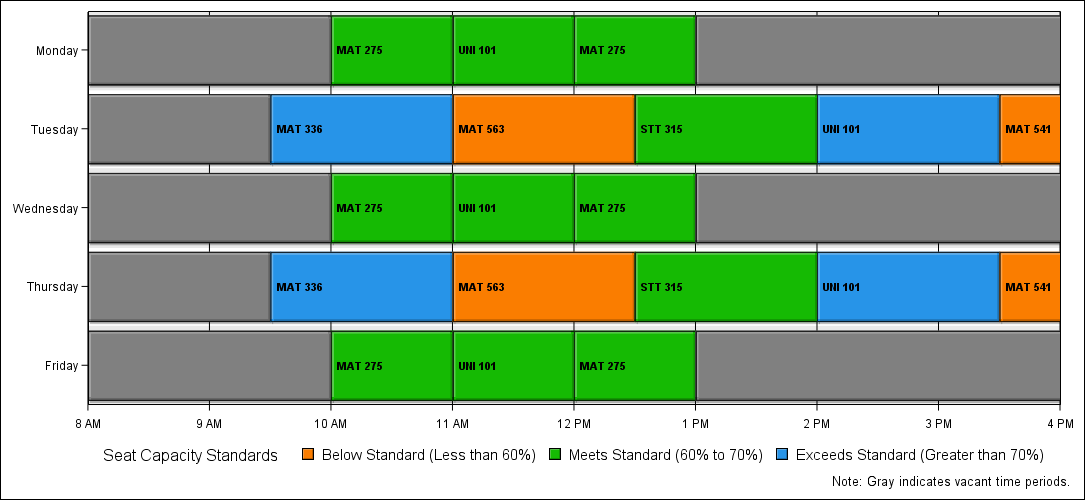 Monday MAT 275 UNI 101 MAT 275
Tuesday MAT 336 MAT 563 STT 315 UNI 101 MAT 541
Wednesday MAT 275 UNI 101 MAT 275
Thursday MAT 336 MAT 563 STT 315 UNI 101 MAT 541
Friday MAT 275 UNI 101 MAT 275
8 AM 9 AM 10 AM 11 AM 12 PM 1 PM 2 PM 3 PM 4 PM
Seat Capacity Standards Below Standard (Less than 60%) Meets Standard (60% to 70%) Exceeds Standard (Greater than 70%)
Note: Gray indicates vacant time periods.